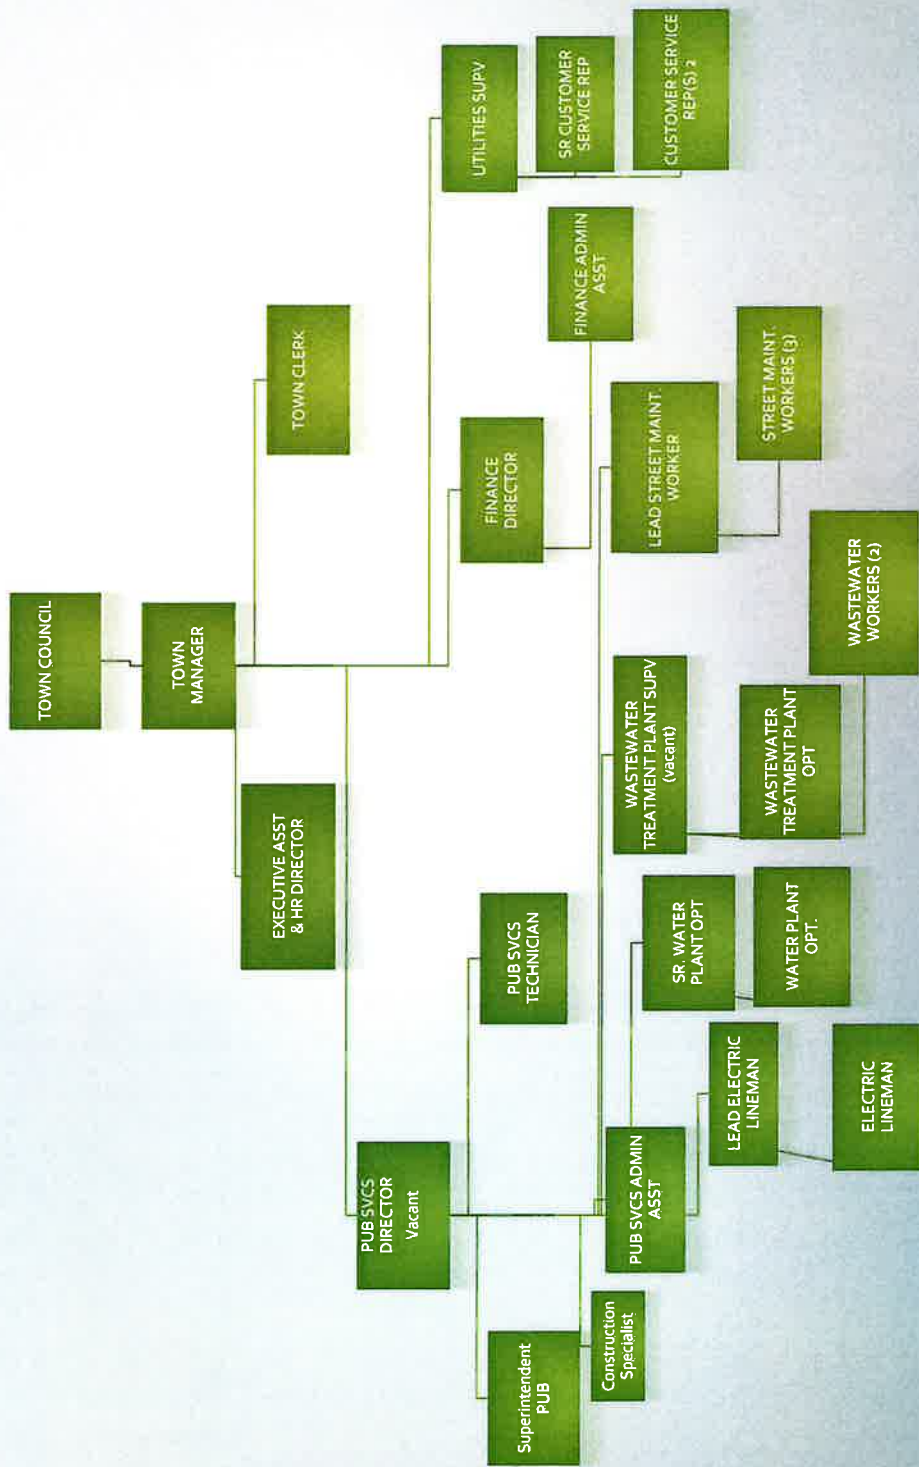 TOWN COUNCIL
TOWN
MANAGER
EXECUTIVE ASST
& HR DIRECTOR
TOWN CLERK
PUB SVCS
DIRECTOR
Vacant
FINANCE
DIRECTOR
UTILITIES SUPV
Superintendent
PUB
PUB SVCS
TECHNICIAN
FINANCE ADMIN
ASST
SR CUSTOMER
SERVICE REP
CUSTOMER SERVICE
REP(S) 2
Construction
Specialist
PUB SVCS ADMIN
ASST
SR. WATER
PLANT OPT
WASTEWATER
TREATMENT PLANT SUPV
(vacant)
LEAD STREET MAINT.
WORKER
LEAD ELECTRIC
LINEMAN
WATER PLANT
OPT.
WASTEWATER
TREATMENT PLANT
OPT
STREET MAINT.
WORKERS (3)
ELECTRIC
LINEMAN
WASTEWATER
WORKERS (2)